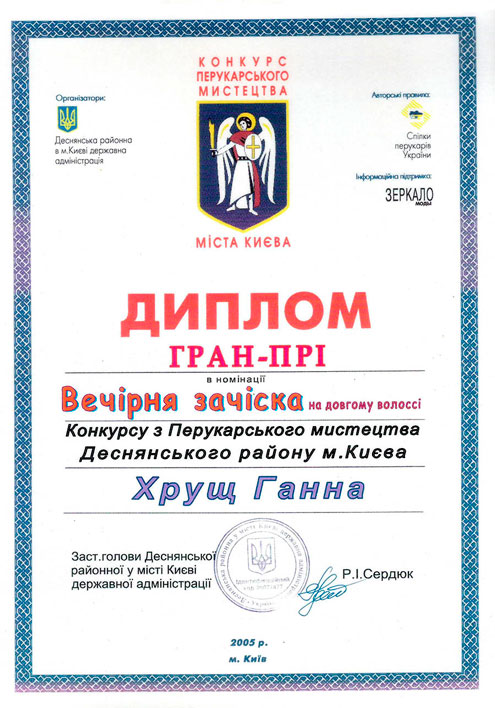 КОНКУРС
ПЕРУКАРСЬКОГО
МИСТЕЦТВА
Організатори:
Деснянська районна
в м.Києві державна
адміністрація
Авторські правила:
Спілки
перукарів
України
Інформаційна підтримка:
ЗЕРКАЛО
МОДЫ
МІСТА КИЄВА
ДИПЛОМ
ГРАН-ПРІ
в номінації
Вечірня зачіска на довгому волоссі
Конкурсу з Перукарського мистецтва
Деснянського району м.Києва
Хрущ Ганна
Заст.голови Деснянської
районної у місті Києві
державної адміністрації
Р.І.Сердюк
2005 р.
м. Київ